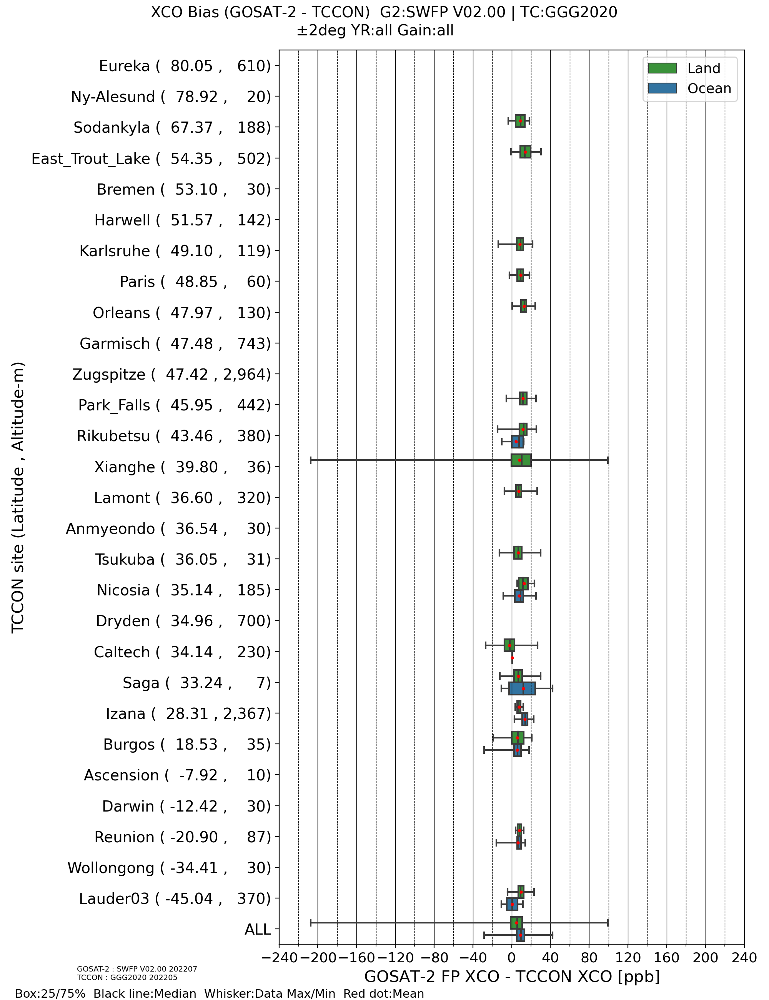 XCO Bias (GOSAT-2 - TCCON)  G2:SWFP V02.00 | TC:GGG2020
±2deg YR:all Gain:all
Land
Ocean
TCCON site (Latitude , Altitude-m)
Eureka (  80.05 ,   610)
Ny-Alesund (  78.92 ,    20)
Sodankyla (  67.37 ,   188)
East_Trout_Lake (  54.35 ,   502)
Bremen (  53.10 ,    30)
Harwell (  51.57 ,   142)
Karlsruhe (  49.10 ,   119)
Paris (  48.85 ,    60)
Orleans (  47.97 ,   130)
Garmisch (  47.48 ,   743)
Zugspitze (  47.42 , 2,964)
Park_Falls (  45.95 ,   442)
Rikubetsu (  43.46 ,   380)
Xianghe (  39.80 ,    36)
Lamont (  36.60 ,   320)
Anmyeondo (  36.54 ,    30)
Tsukuba (  36.05 ,    31)
Nicosia (  35.14 ,   185)
Dryden (  34.96 ,   700)
Caltech (  34.14 ,   230)
Saga (  33.24 ,     7)
Izana (  28.31 , 2,367)
Burgos (  18.53 ,    35)
Ascension (  -7.92 ,    10)
Darwin ( -12.42 ,    30)
Reunion ( -20.90 ,    87)
Wollongong ( -34.41 ,    30)
Lauder03 ( -45.04 ,   370)
ALL
−240 −200 −160 −120 −80 −40 0 40 80 120 160 200 240
GOSAT-2 FP XCO - TCCON XCO [ppb]
GOSAT-2 : SWFP V02.00 202207
TCCON : GGG2020 202205
Box:25/75%  Black line:Median  Whisker:Data Max/Min  Red dot:Mean